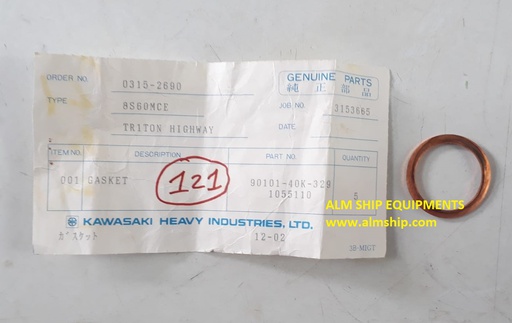 GENUINE PARTS
純正部品
ORDER NO. 0315-2690
TYPE 8S60MCE
JOB NO. 3153665
TRITON HIGHWAY DATE
ITEM NO. DESCRIPTION PART NO. QUANTITY
001 GASKET 121 90101-40K-329 5
1055110
KAWASAKI HEAVY INDUSTRIES, LTD.
ガスケット 12-02
ALM SHIP EQUIPMENTS
www.almship.com